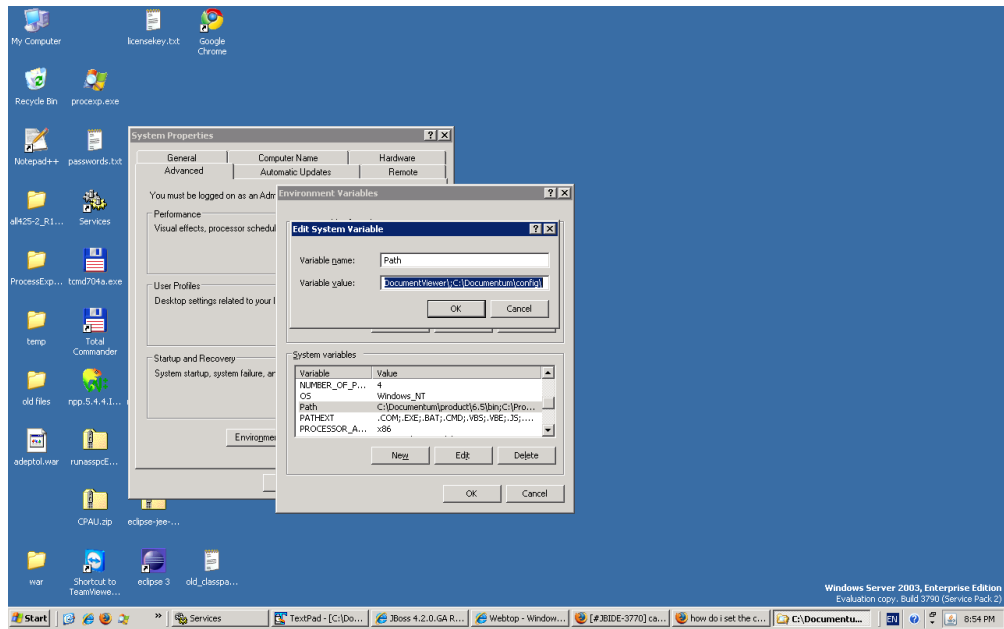 My Computer
licensekey.txt
Google
Chrome
Recycle Bin
procexp.exe
Notepad++
passwords.txt
all425-2_R1...
Services
ProcessExp...
tcmd704a.exe
temp
Total
Commander
old files
npp.5.4.4.I...
adeptol.war
runasspcE...
CPAU.zip
eclipse-jee-...
war
Shortcut to
TeamViewe...
eclipse 3
old_classpa...
System Properties
General
Computer Name
Hardware
Advanced
Automatic Updates
Remote
You must be logged on as an Adm
Performance
Visual effects, processor schedul
User Profiles
Desktop settings related to your l
Startup and Recovery
System startup, system failure, an
Environmen
Environment Variables
Edit System Variable
Variable name:
Path
Variable value:
DocumentViewer\;C:\Documentum\config\
OK
Cancel
System variables
Variable
Value
NUMBER_OF_P...
4
OS
Windows_NT
Path
C:\Documentum\product\6.5\bin;C:\Pro...
PATHEXT
.COM;.EXE;.BAT;.CMD;.VBS;.VBE;.JS;....
PROCESSOR_A...
x86
New
Edit
Delete
OK
Cancel
Windows Server 2003, Enterprise Edition
Evaluation copy. Build 3790 (Service Pack 2)
Start
Services
TextPad - [C:\Do...
JBoss 4.2.0.GA R...
Webtop - Window...
[#JBIDE-3770] ca...
how do i set the c...
C:\Documentu...
EN
8:54 PM